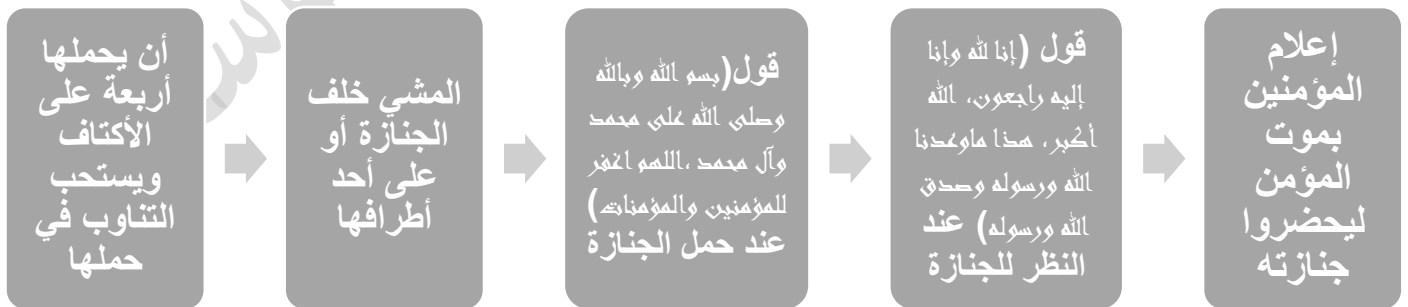 إعلام
المؤمنين
بموت
المؤمن
ليحضروا
جنازته
قول (إنا لله وإنا
إليه راجعون، الله
أكبر، هذا ماوعدنا
الله ورسوله وصدق
الله ورسوله) عند
النظر للجنازة
قول(بسم الله وبالله
وصلى الله على محمد
وآل محمد ،اللهم اغفر
للمؤمنين والمؤمنات)
عند حمل الجنازة
المشي خلف
الجنازة أو
على أحد
أطرافها
أن يحملها
أربعة على
الأكتاف
ويستحب
التناوب في
حملها